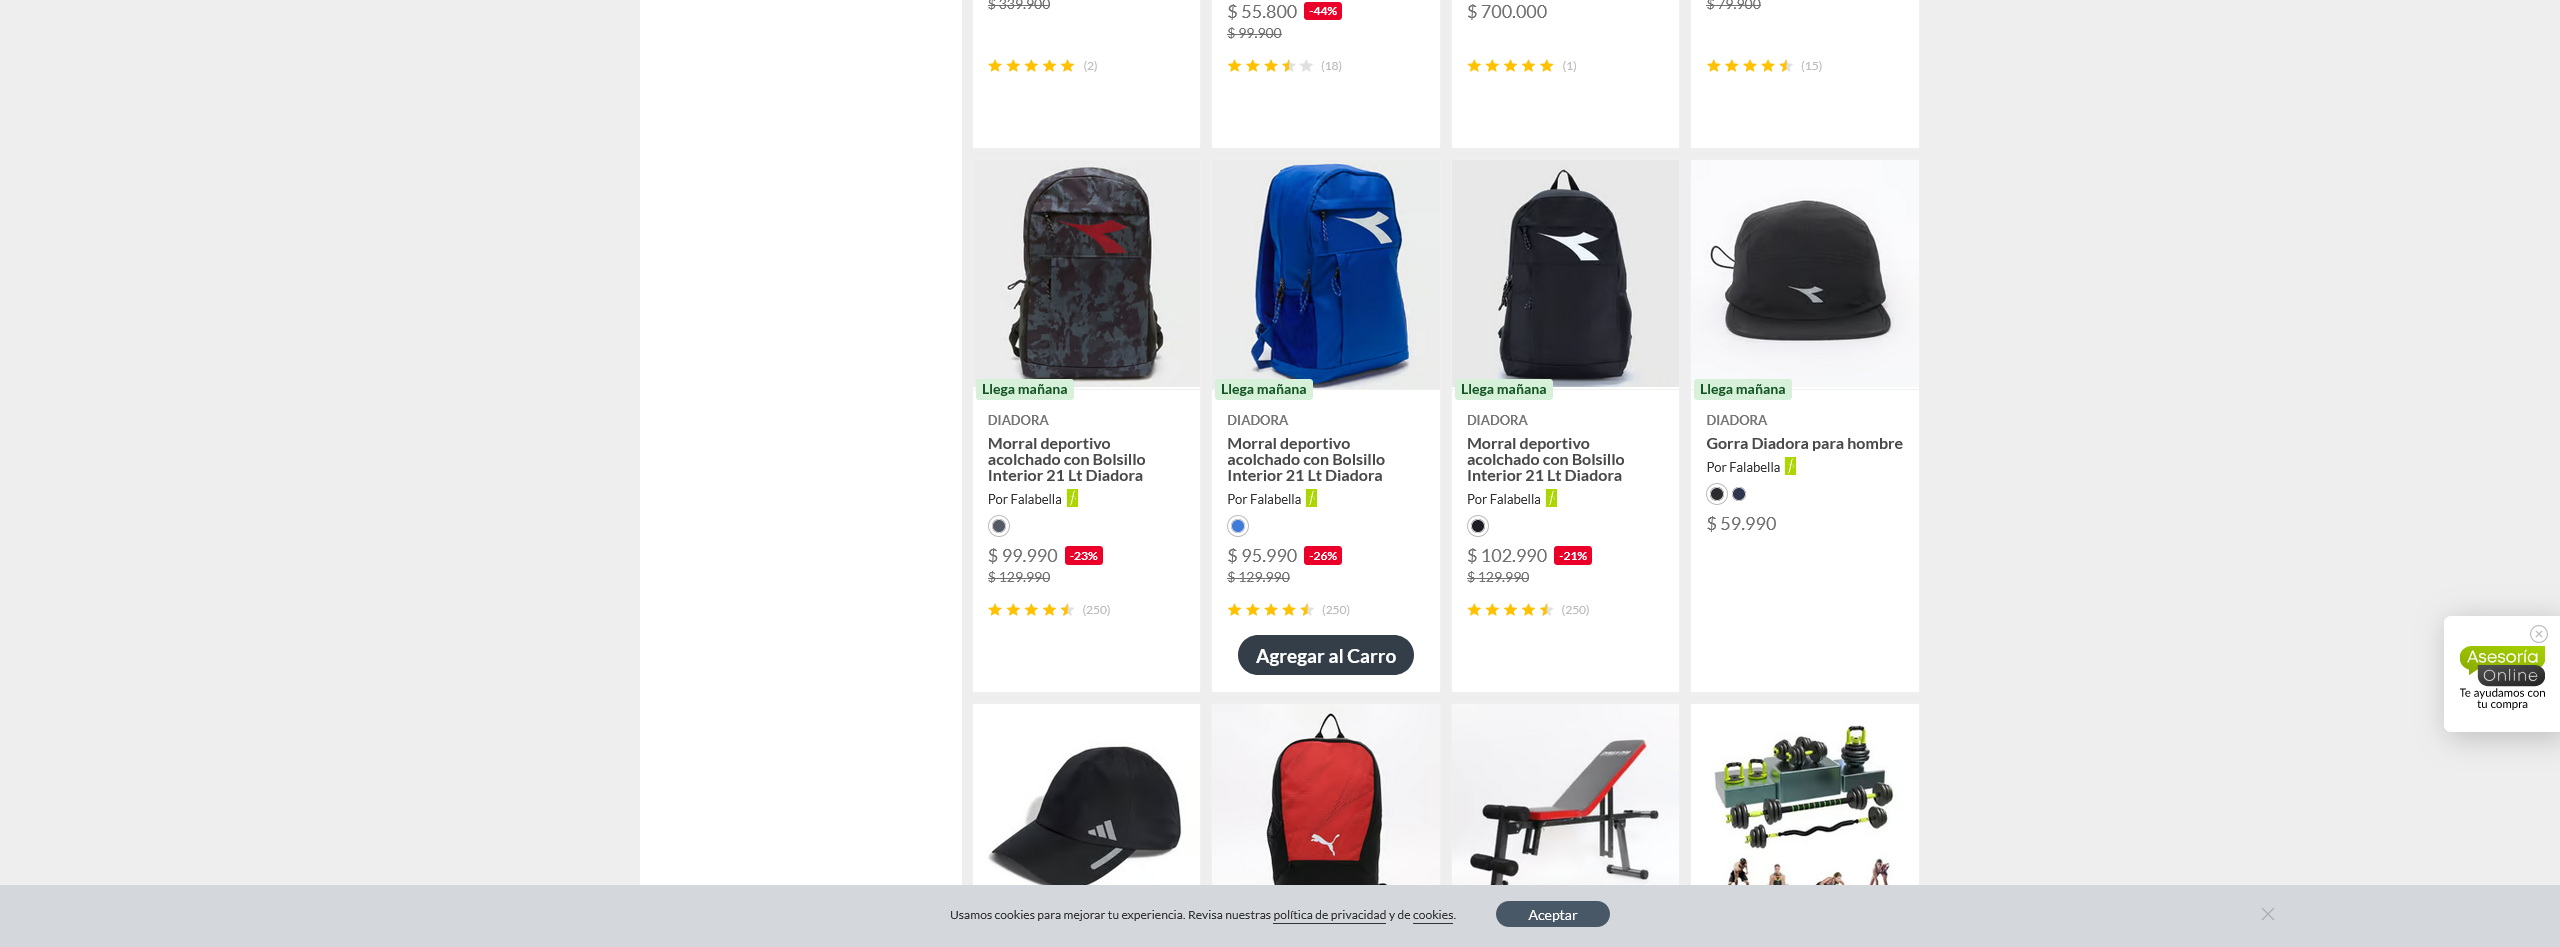 $ 339.900
$ 55.800 -44%
$ 700.000
$ 79.900
$ 99.900
(2)
(18)
(1)
(15)
Llega mañana
Llega mañana
Llega mañana
Llega mañana
DIADORA
Morral deportivo
acolchado con Bolsillo
Interior 21 Lt Diadora
Por Falabella
$ 99.990 -23%
$ 129.990
(250)
DIADORA
Morral deportivo
acolchado con Bolsillo
Interior 21 Lt Diadora
Por Falabella
$ 95.990 -26%
$ 129.990
(250)
Agregar al Carro
DIADORA
Morral deportivo
acolchado con Bolsillo
Interior 21 Lt Diadora
Por Falabella
$ 102.990 -21%
$ 129.990
(250)
DIADORA
Gorra Diadora para hombre
Por Falabella
$ 59.990
Asesoría
Online
Te ayudamos con
tu compra
Usamos cookies para mejorar tu experiencia. Revisa nuestras política de privacidad y de cookies.
Aceptar